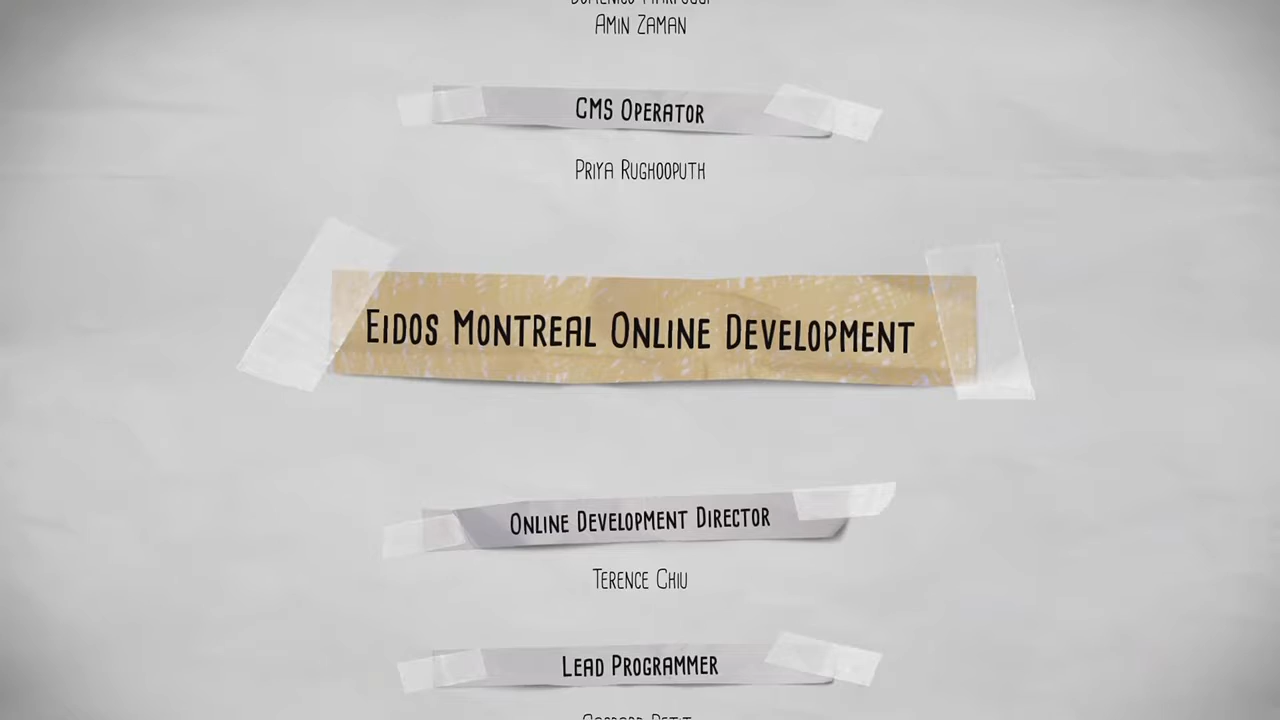 Amin Zaman
CMS Operator
Priya Rughooputh
Eidos Montreal Online Development
Online Development Director
Terence Chiu
Lead Programmer